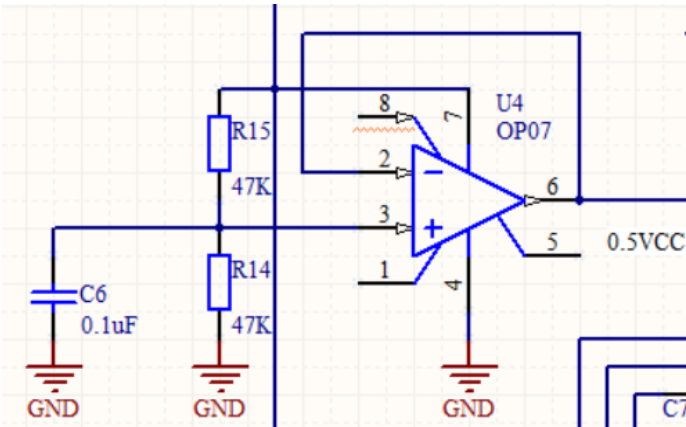 U4
OP07
8
7
R15
2
6
47K
3
5
0.5VCC
R14
1
4
C6
0.1uF
47K
GND
GND
GND
C7